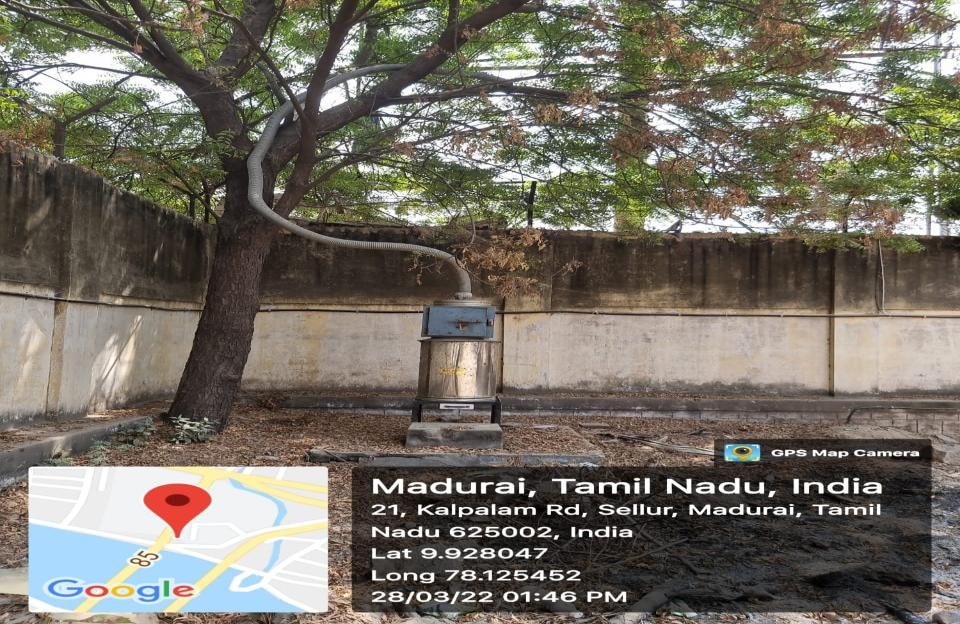 GPS Map Camera
Madurai, Tamil Nadu, India
21, Kalpalam Rd, Sellur, Madurai, Tamil
Nadu 625002, India
Lat 9.928047
Long 78.125452
28/03/22 01:46 PM
85
Google